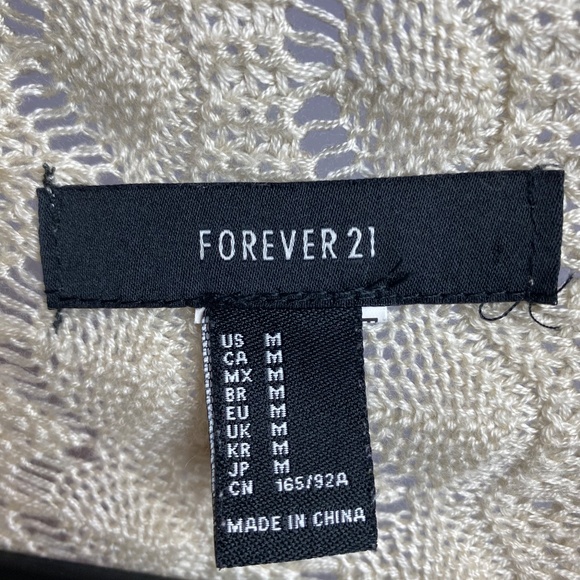 FOREVER 21
US M
CA M
MX M
BR M
EU M
UK M
KR M
JP M
CN 165/92A
MADE IN CHINA